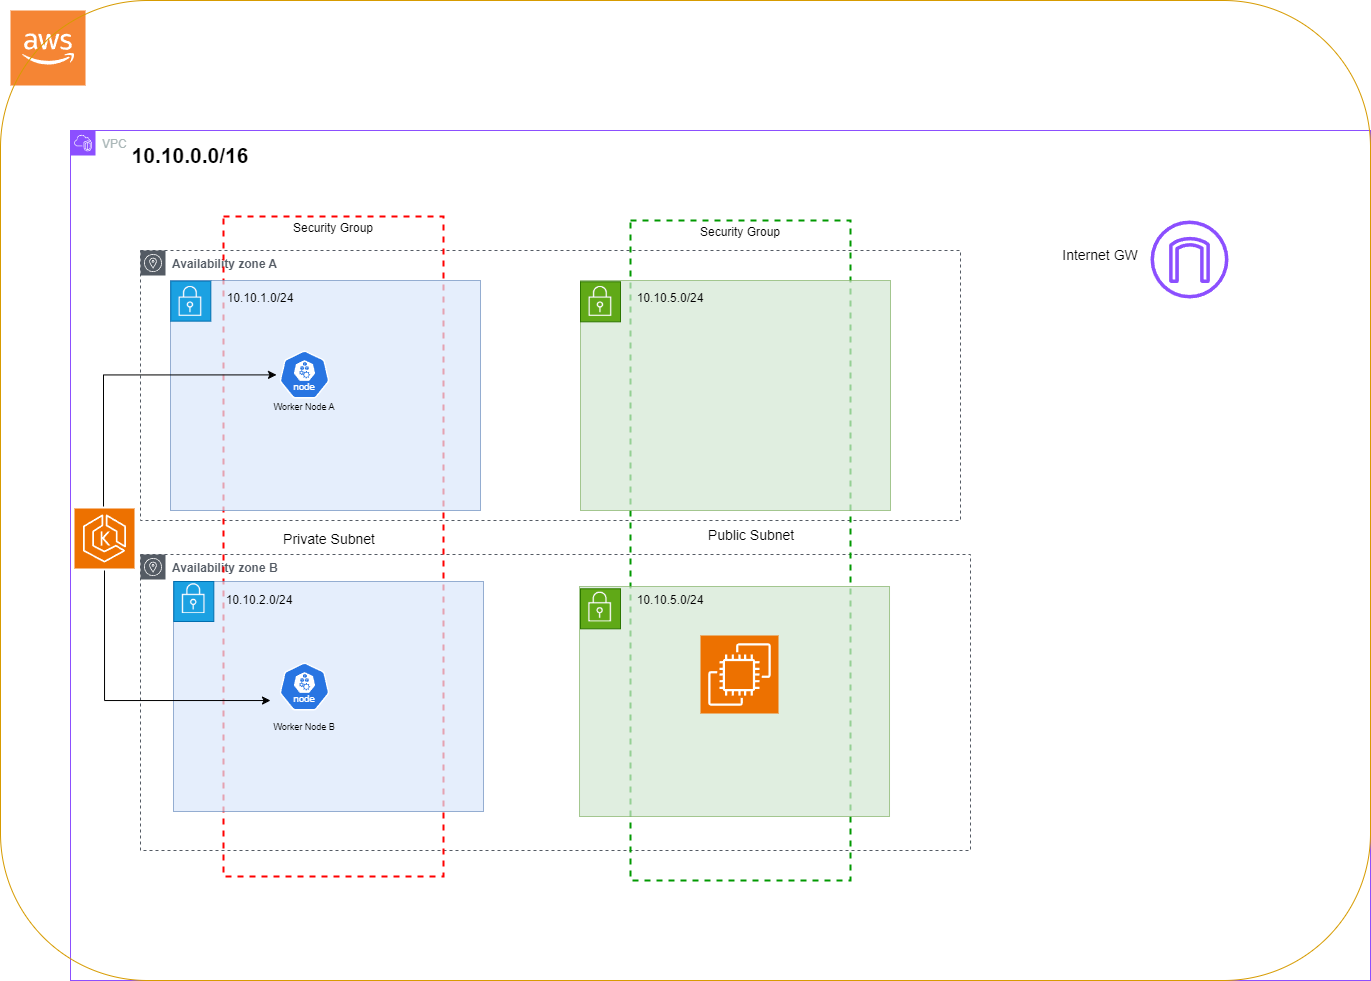 aws
VPC
10.10.0.0/16
Security Group
Security Group
Internet GW
Availability zone A
10.10.1.0/24
10.10.5.0/24
node
Worker Node A
K
Private Subnet
Public Subnet
Availability zone B
10.10.2.0/24
10.10.5.0/24
node
Worker Node B